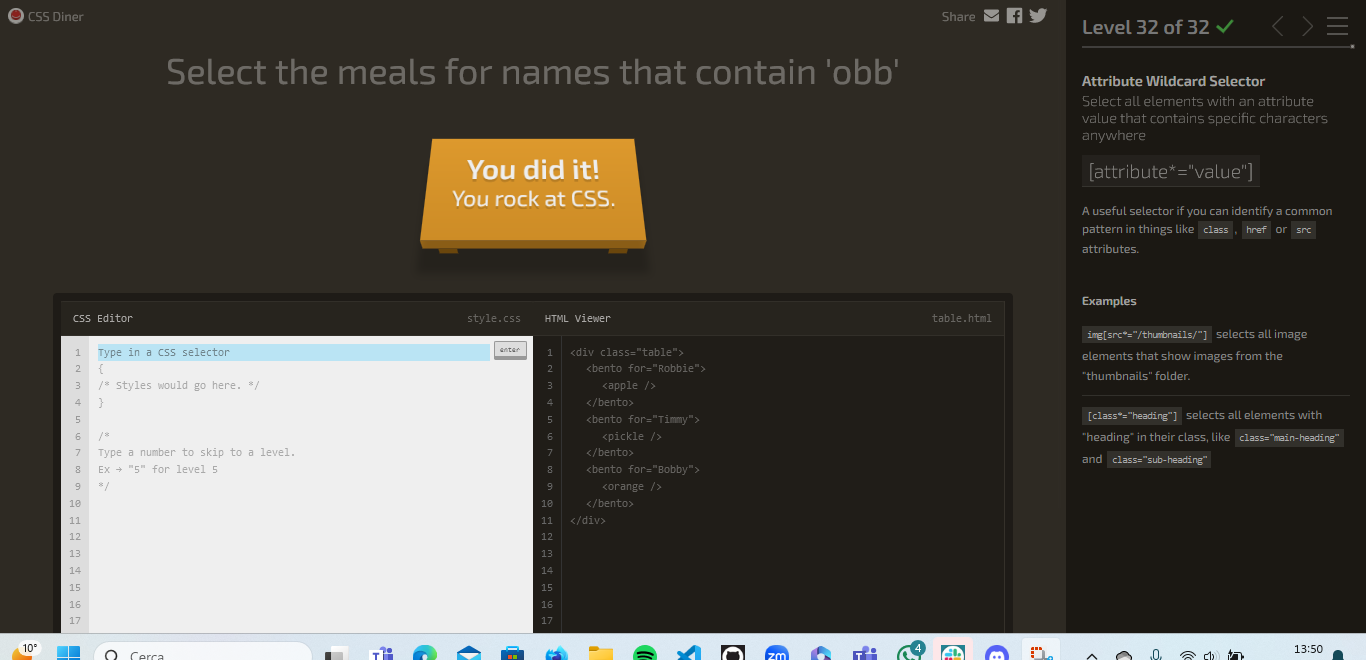 CSS Diner
Share
Select the meals for names that contain 'obb'
You did it!
You rock at CSS.
CSS Editor style.css
1 Type in a CSS selector enter
2 {
3 /* Styles would go here. */
4 }
5
6 /*
7 Type a number to skip to a level.
8 Ex → "5" for level 5
9 */
10
11
12
13
14
15
16
17
HTML Viewer table.html
1 <div class="table">
2 <bento for="Robbie">
3 <apple />
4 </bento>
5 <bento for="Timmy">
6 <pickle />
7 </bento>
8 <bento for="Bobby">
9 <orange />
10 </bento>
11 </div>
12
13
14
15
16
17
Level 32 of 32
Attribute Wildcard Selector
Select all elements with an attribute
value that contains specific characters
anywhere
[attribute*="value"]
A useful selector if you can identify a common
pattern in things like class , href or src
attributes.
Examples
img[src*="/thumbnails/"] selects all image
elements that show images from the
"thumbnails" folder.
[class*="heading"] selects all elements with
"heading" in their class, like class="main-heading"
and class="sub-heading"
10°
Cerca
zm
4
13:50